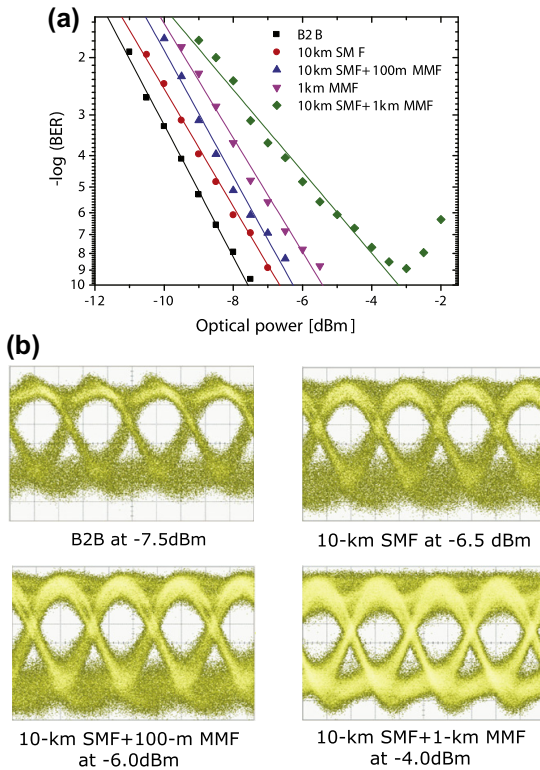 (a)
B2B
10km SMF
10km SMF+100m MMF
1km MMF
10km SMF+1km MMF
2
3
4
5
6
7
8
9
10
-log (BER)
-12
-10
-8
-6
-4
-2
Optical power [dBm]
(b)
B2B at -7.5dBm
10-km SMF at -6.5 dBm
10-km SMF+100-m MMF
at -6.0dBm
10-km SMF+1-km MMF
at -4.0dBm